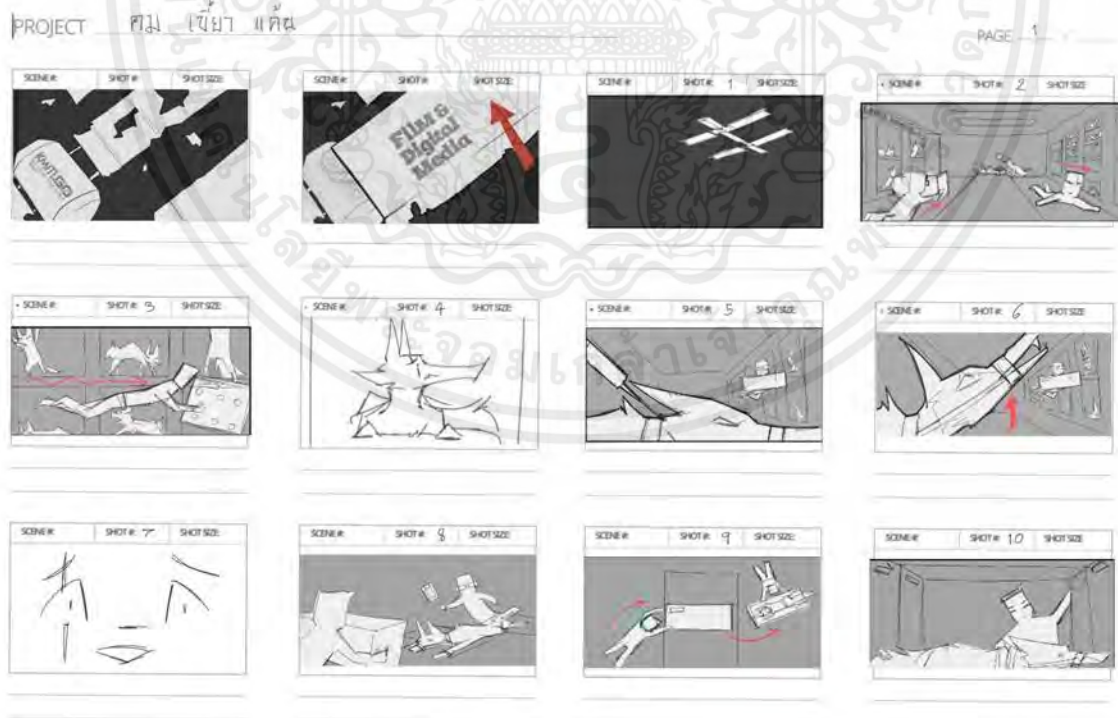 PROJECT คม เขี้ยว แค้น
PAGE 1
SCENE #: SHOT #: SHOT SIZE:
SCENE #: SHOT #: SHOT SIZE:
SCENE #: SHOT #: 1 SHOT SIZE:
SCENE #: SHOT #: 2 SHOT SIZE:
Film &
Digital
Media
SCENE #: SHOT #: 3 SHOT SIZE:
SCENE #: SHOT #: 4 SHOT SIZE:
SCENE #: SHOT #: 5 SHOT SIZE:
SCENE #: SHOT #: 6 SHOT SIZE:
SCENE #: SHOT #: 7 SHOT SIZE:
SCENE #: SHOT #: 8 SHOT SIZE:
SCENE #: SHOT #: 9 SHOT SIZE:
SCENE #: SHOT #: 10 SHOT SIZE: